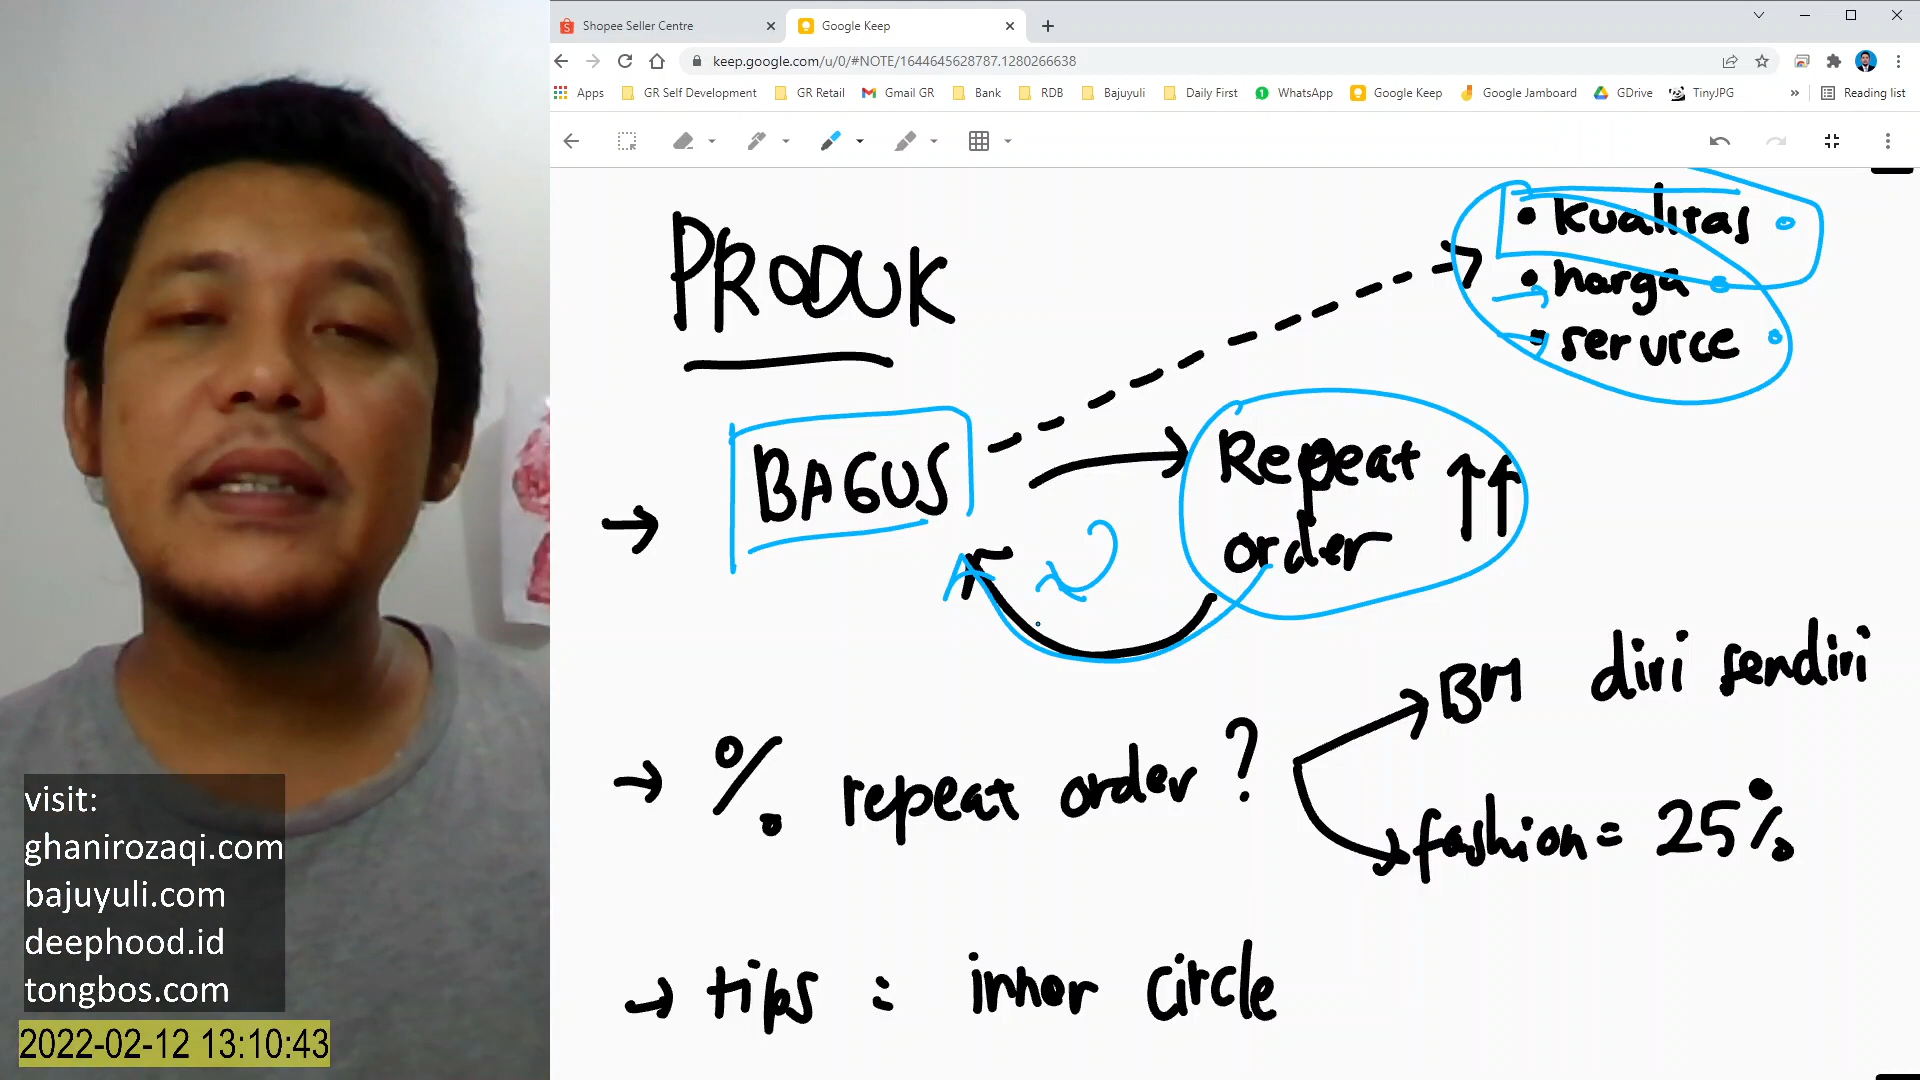 Shopee Seller Centre
Google Keep
keep.google.com/u/0/#NOTE/1644645628787.1280266638
Apps GR Self Development GR Retail Gmail GR Bank RDB Bajuyuli Daily First WhatsApp Google Keep Google Jamboard GDrive TinyJPG » Reading list
PRODUK
• kualitas
• harga
• service
→ BAGUS
Repeat order ↑↑
→ % repeat order ?
BM diri sendiri
fashion = 25%
→ tips = inner circle
visit:
ghanirozaqi.com
bajuyuli.com
deephood.id
tongbos.com
2022-02-12 13:10:43